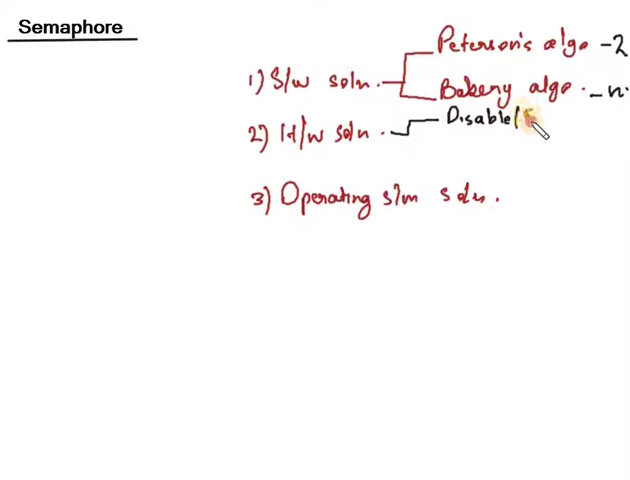 Semaphore
Peterson's algo - 2
1) S/w soln.
Bakery algo. - n.
Disable/
2) H/w soln.
3) Operating s/m soln.